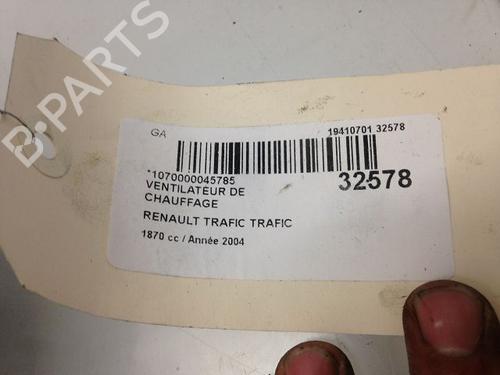 B-PARTS
GA
19410701 32578
*1070000045785
32578
VENTILATEUR DE
CHAUFFAGE
RENAULT TRAFIC TRAFIC
1870 cc / Année 2004